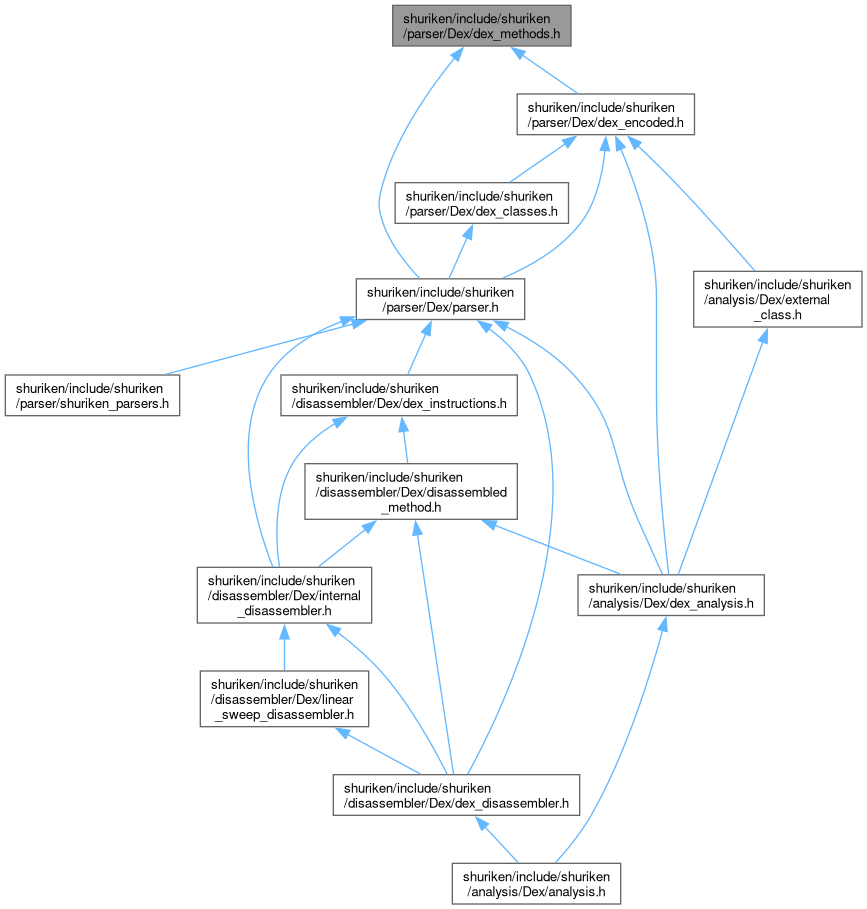 shuriken/include/shuriken
/parser/Dex/dex_methods.h
shuriken/include/shuriken
/parser/Dex/dex_encoded.h
shuriken/include/shuriken
/parser/Dex/dex_classes.h
shuriken/include/shuriken
/parser/Dex/parser.h
shuriken/include/shuriken
/analysis/Dex/external
_class.h
shuriken/include/shuriken
/parser/shuriken_parsers.h
shuriken/include/shuriken
/disassembler/Dex/dex_instructions.h
shuriken/include/shuriken
/disassembler/Dex/disassembled
_method.h
shuriken/include/shuriken
/disassembler/Dex/internal
_disassembler.h
shuriken/include/shuriken
/analysis/Dex/dex_analysis.h
shuriken/include/shuriken
/disassembler/Dex/linear
_sweep_disassembler.h
shuriken/include/shuriken
/disassembler/Dex/dex_disassembler.h
shuriken/include/shuriken
/analysis/Dex/analysis.h